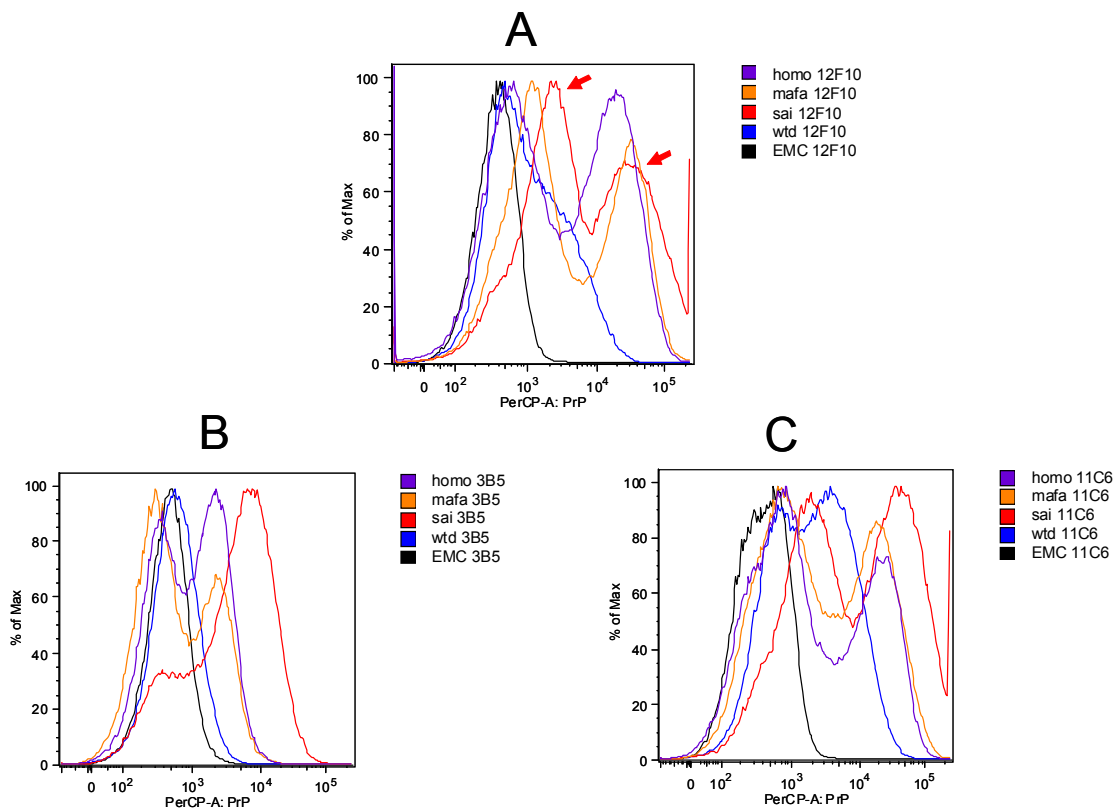 A
100
80
60
40
20
0
% of Max
0 10² 10³ 10⁴ 10⁵
PerCP-A: PrP
homo 12F10
mafa 12F10
sai 12F10
wtd 12F10
EMC 12F10
B
100
80
60
40
20
0
% of Max
0 10² 10³ 10⁴ 10⁵
PerCP-A: PrP
homo 3B5
mafa 3B5
sai 3B5
wtd 3B5
EMC 3B5
C
100
80
60
40
20
0
% of Max
0 10² 10³ 10⁴ 10⁵
PerCP-A: PrP
homo 11C6
mafa 11C6
sai 11C6
wtd 11C6
EMC 11C6